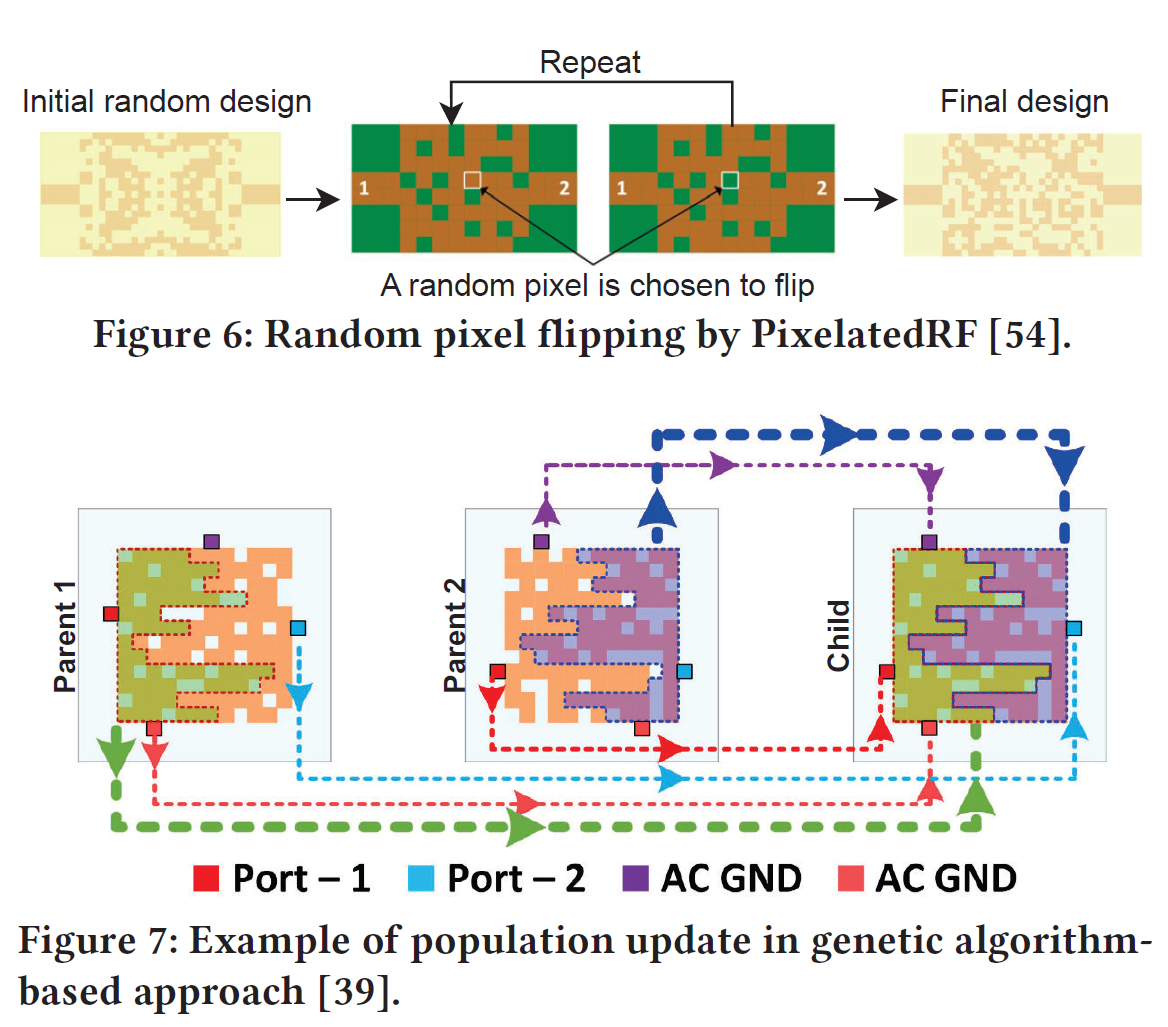 Repeat
Initial random design
Final design
1 2 1 2
A random pixel is chosen to flip
Figure 6: Random pixel flipping by PixelatedRF [54].
Parent 1
Parent 2
Child
Port – 1 Port – 2 AC GND AC GND
Figure 7: Example of population update in genetic algorithm-
based approach [39].